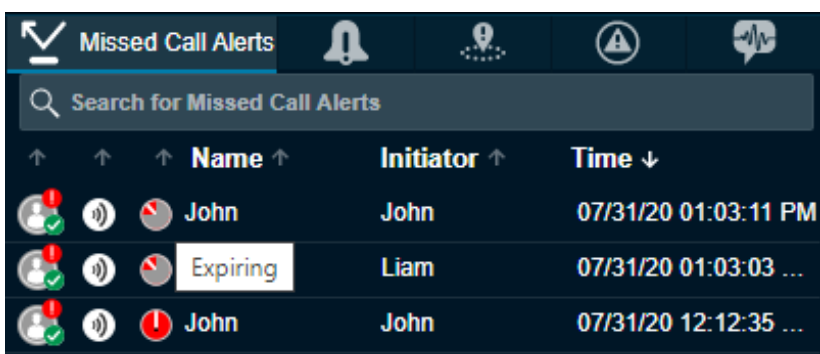 Missed Call Alerts
Search for Missed Call Alerts
Name Initiator Time
John John 07/31/20 01:03:11 PM
Expiring Liam 07/31/20 01:03:03 ...
John John 07/31/20 12:12:35 ...